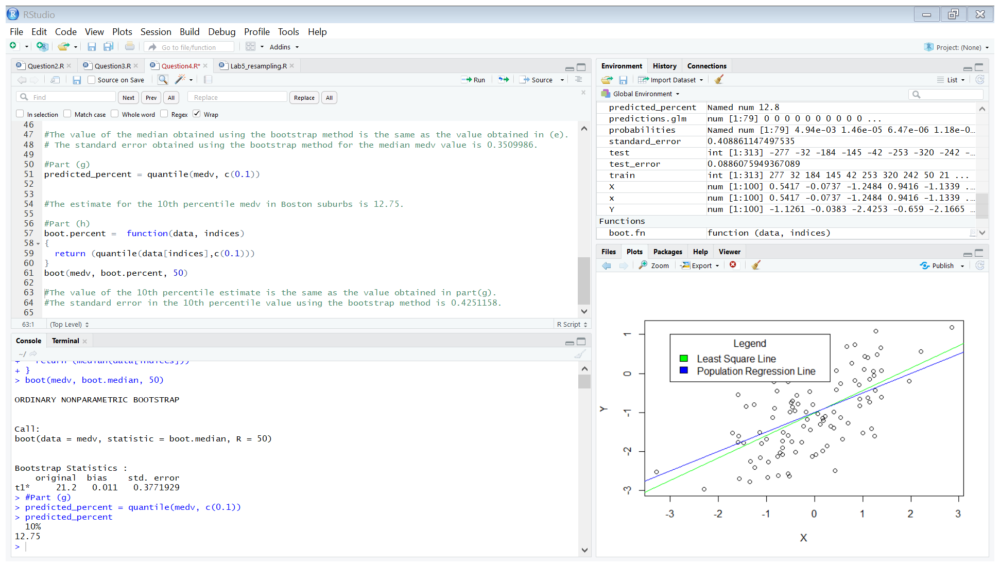 RStudio
File Edit Code View Plots Session Build Debug Profile Tools Help
Go to file/function Addins Project: (None)
Question2.R Question3.R Question4.R* Lab5_resampling.R
Source on Save Run Source
Find Next Prev All Replace Replace All
In selection Match case Whole word Regex Wrap
46
47 #The value of the median obtained using the bootstrap method is the same as the value obtained in (e).
48 # The standard error obtained using the bootstrap method for the median medv value is 0.3509986.
49
50 #Part (g)
51 predicted_percent = quantile(medv, c(0.1))
52
53
54 #The estimate for the 10th percentile medv in Boston suburbs is 12.75.
55
56 #Part (h)
57 boot.percent =  function(data, indices)
58 {
59   return (quantile(data[indices],c(0.1)))
60 }
61 boot(medv, boot.percent, 50)
62
63 #The value of the 10th percentile estimate is the same as the value obtained in part(g).
64 #The standard error in the 10th percentile value using the bootstrap method is 0.4251158.
65
63:1 (Top Level) R Script
Console Terminal
~/
+   return (median(data[indices]))
+ }
> boot(medv, boot.median, 50)
ORDINARY NONPARAMETRIC BOOTSTRAP
Call:
boot(data = medv, statistic = boot.median, R = 50)
Bootstrap Statistics :
    original  bias    std. error
t1*     21.2   0.011   0.3771929
> #Part (g)
> predicted_percent = quantile(medv, c(0.1))
> predicted_percent
  10%
12.75
>
Environment History Connections
Import Dataset List
Global Environment
predicted_percent Named num 12.8
predictions.glm num [1:79] 0 0 0 0 0 0 0 0 0 0 ...
probabilities Named num [1:79] 4.94e-03 1.46e-05 6.47e-06 1.18e-0…
standard_error 0.408861147497535
test int [1:313] -277 -32 -184 -145 -42 -253 -320 -242 -…
test_error 0.0886075949367089
train int [1:313] 277 32 184 145 42 253 320 242 50 21 ...
X num [1:100] 0.5417 -0.0737 -1.2484 0.9416 -1.1339 .…
x num [1:100] 0.5417 -0.0737 -1.2484 0.9416 -1.1339 .…
Y num [1:100] -1.1261 -0.0383 -2.4253 -0.659 -2.1665 …
Functions
boot.fn function (data, indices)
Files Plots Packages Help Viewer
Zoom Export Publish
Legend
Least Square Line
Population Regression Line
1
0
-1
-2
-3
Y
-3 -2 -1 0 1 2 3
X